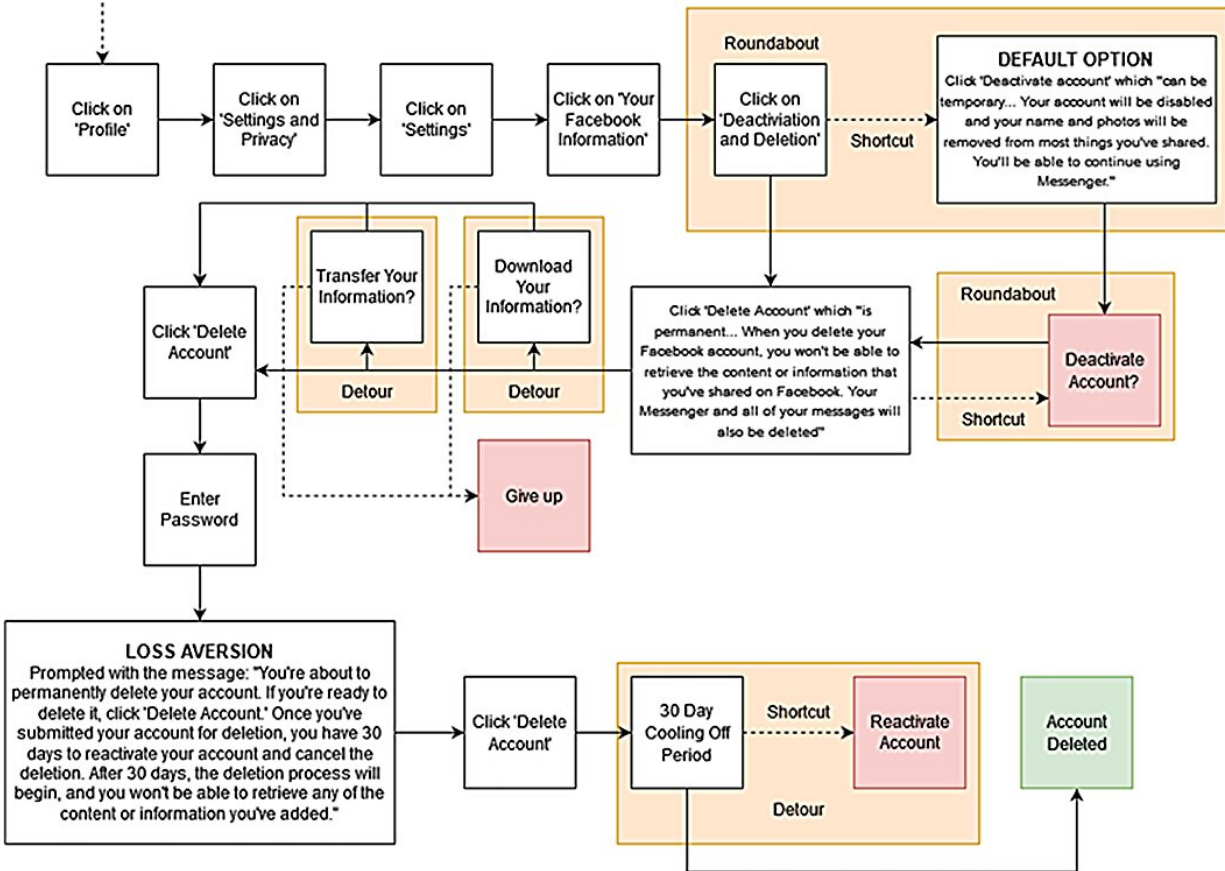 Roundabout
Click on
'Profile'
Click on
'Settings and
Privacy'
Click on
'Settings'
Click on 'Your
Facebook
Information'
Click on
'Deactiviation
and Deletion'
Shortcut
DEFAULT OPTION
Click 'Deactivate account' which "can be
temporary... Your account will be disabled
and your name and photos will be
removed from most things you've shared.
You'll be able to continue using
Messenger."
Transfer Your
Information?
Detour
Download
Your
Information?
Detour
Click 'Delete
Account'
Click 'Delete Account' which "is
permanent... When you delete your
Facebook account, you won't be able to
retrieve the content or information that
you've shared on Facebook. Your
Messenger and all of your messages will
also be deleted"
Roundabout
Deactivate
Account?
Shortcut
Enter
Password
Give up
LOSS AVERSION
Prompted with the message: "You're about to
permanently delete your account. If you're ready to
delete it, click 'Delete Account.' Once you've
submitted your account for deletion, you have 30
days to reactivate your account and cancel the
deletion. After 30 days, the deletion process will
begin, and you won't be able to retrieve any of the
content or information you've added."
Click 'Delete
Account'
30 Day
Cooling Off
Period
Shortcut
Reactivate
Account
Detour
Account
Deleted